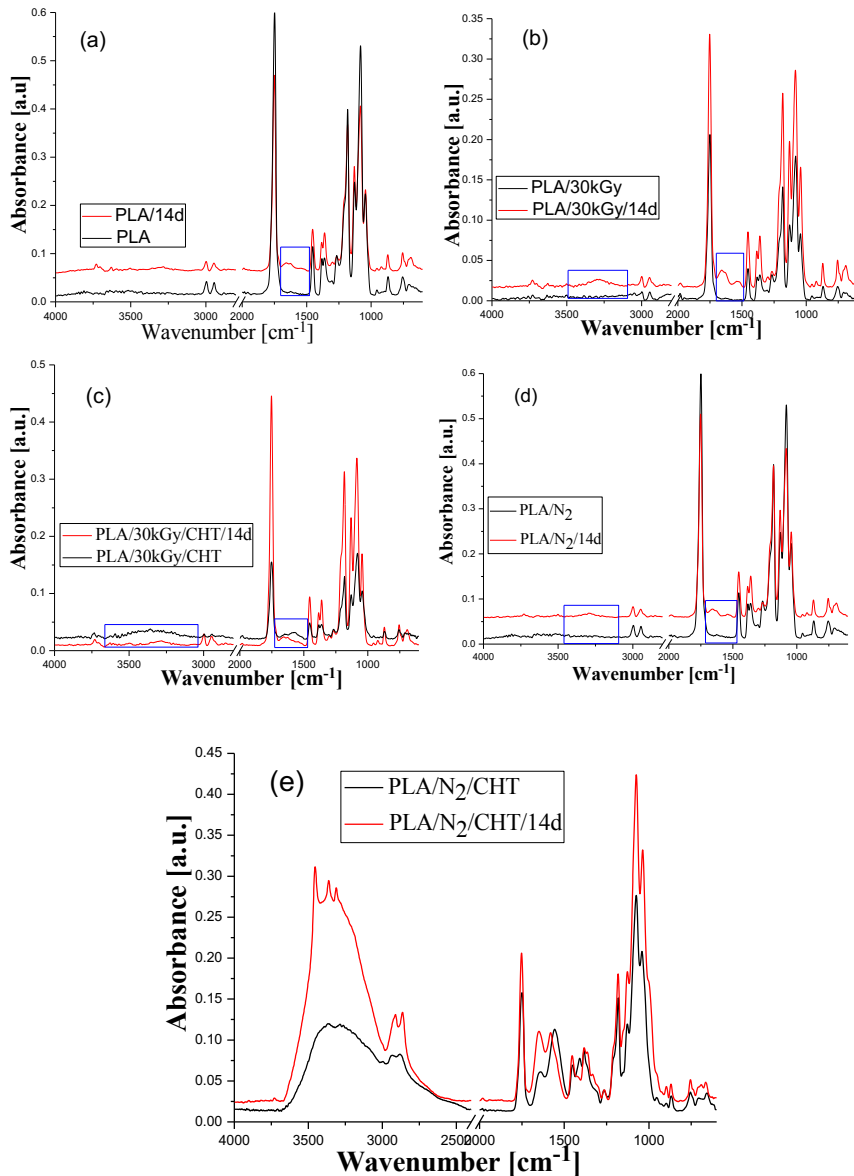 (a)
Absorbance [a.u]
0.6
0.5
0.4
0.3
0.2
0.1
0.0
PLA/14d
PLA
4000 3500 3000 2000 1500 1000
Wavenumber [cm-1]
(b)
Absorbance [a.u.]
0.35
0.30
0.25
0.20
0.15
0.10
0.05
0.00
PLA/30kGy
PLA/30kGy/14d
4000 3500 3000 2000 1500 1000
Wavenumber [cm-1]
(c)
Absorbance [a.u.]
0.5
0.4
0.3
0.2
0.1
0.0
PLA/30kGy/CHT/14d
PLA/30kGy/CHT
4000 3500 3000 2000 1500 1000
Wavenumber [cm-1]
(d)
Absorbance [a.u.]
0.6
0.5
0.4
0.3
0.2
0.1
0.0
PLA/N2
PLA/N2/14d
4000 3500 3000 2000 1500 1000
Wavenumber [cm-1]
(e)
Absorbance [a.u.]
0.45
0.40
0.35
0.30
0.25
0.20
0.15
0.10
0.05
0.00
PLA/N2/CHT
PLA/N2/CHT/14d
4000 3500 3000 2500 2000 1500 1000
Wavenumber [cm-1]